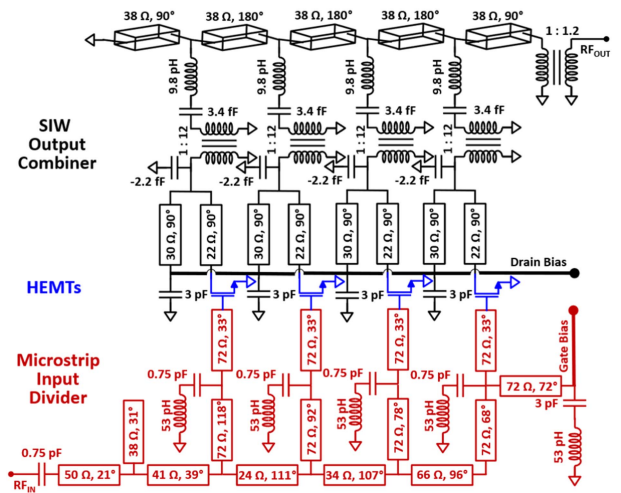 38 Ω, 90°
38 Ω, 180°
38 Ω, 180°
38 Ω, 180°
38 Ω, 90°
1 : 1.2
RFOUT
9.8 pH
9.8 pH
9.8 pH
9.8 pH
3.4 fF
3.4 fF
3.4 fF
3.4 fF
SIW
Output
Combiner
1 : 12
1 : 12
1 : 12
1 : 12
-2.2 fF
-2.2 fF
-2.2 fF
-2.2 fF
30 Ω, 90°
22 Ω, 90°
30 Ω, 90°
22 Ω, 90°
30 Ω, 90°
22 Ω, 90°
30 Ω, 90°
22 Ω, 90°
Drain Bias
HEMTs
3 pF
3 pF
3 pF
3 pF
Microstrip
Input
Divider
72 Ω, 33°
72 Ω, 33°
72 Ω, 33°
72 Ω, 33°
Gate Bias
0.75 pF
0.75 pF
0.75 pF
0.75 pF
72 Ω, 72°
3 pF
53 pH
53 pH
53 pH
53 pH
53 pH
72 Ω, 118°
72 Ω, 92°
72 Ω, 78°
72 Ω, 68°
38 Ω, 31°
0.75 pF
RFIN
50 Ω, 21°
41 Ω, 39°
24 Ω, 111°
34 Ω, 107°
66 Ω, 96°